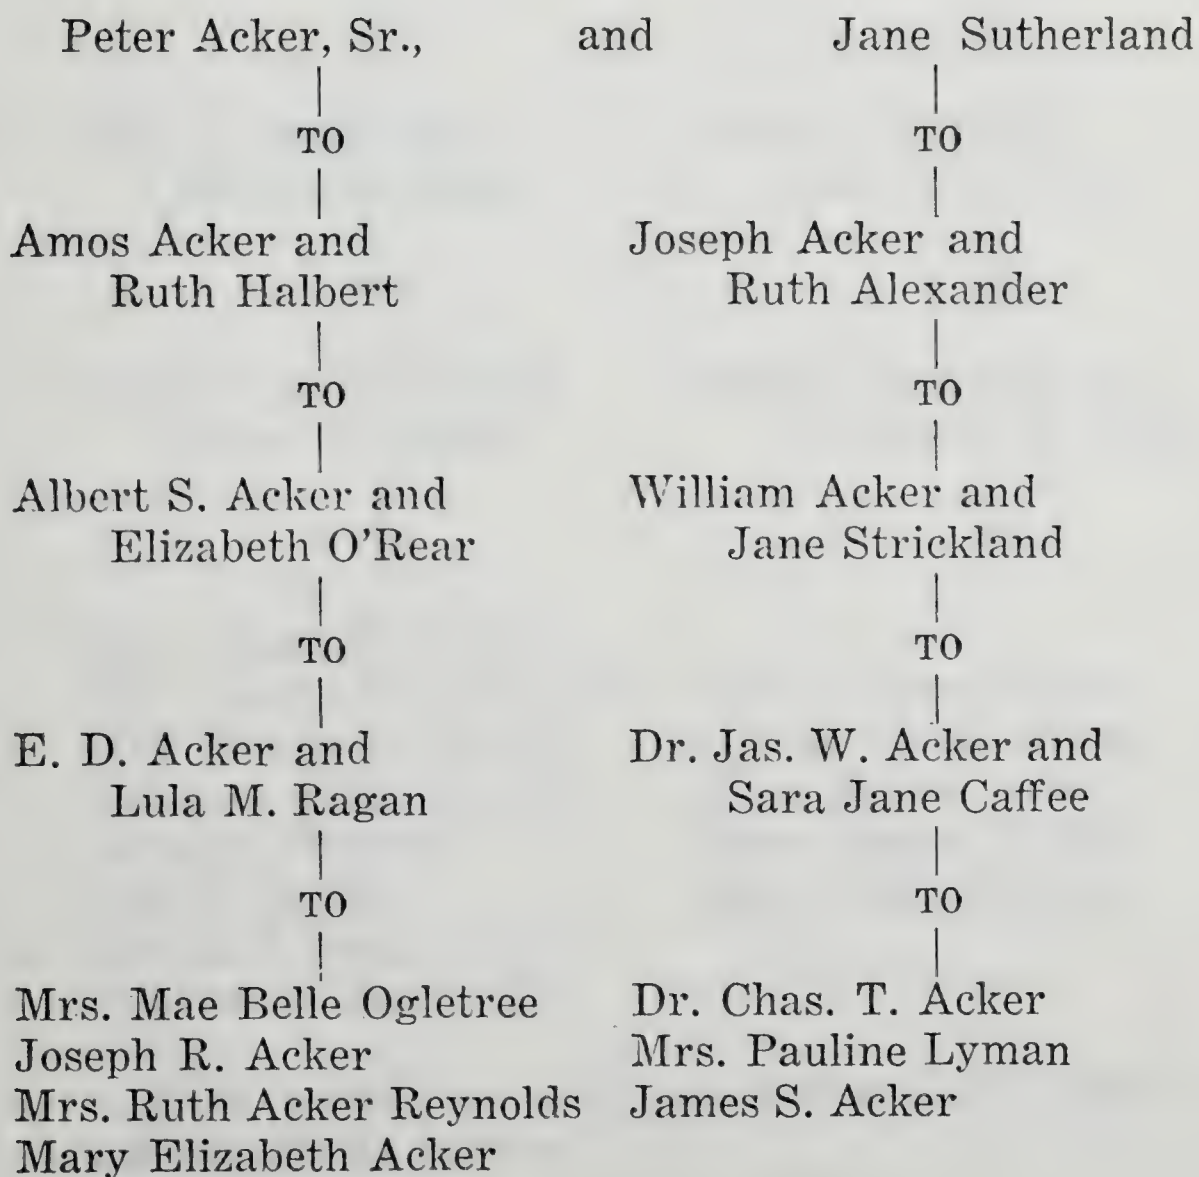 Peter Acker, Sr., and Jane Sutherland
TO TO
Amos Acker and Joseph Acker and
Ruth Halbert Ruth Alexander
TO TO
Albert S. Acker and William Acker and
Elizabeth O'Rear Jane Strickland
TO TO
E. D. Acker and Dr. Jas. W. Acker and
Lula M. Ragan Sara Jane Caffee
TO TO
Mrs. Mae Belle Ogletree Dr. Chas. T. Acker
Joseph R. Acker Mrs. Pauline Lyman
Mrs. Ruth Acker Reynolds James S. Acker
Mary Elizabeth Acker